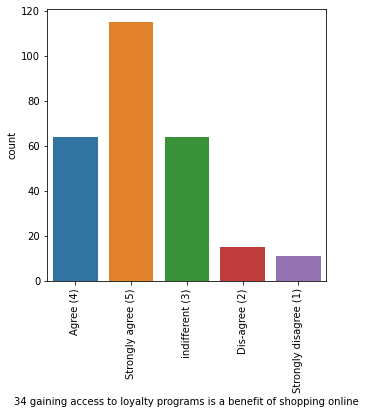 120
100
80
60
40
20
0
count
Agree (4)
Strongly agree (5)
indifferent (3)
Dis-agree (2)
Strongly disagree (1)
34 gaining access to loyalty programs is a benefit of shopping online